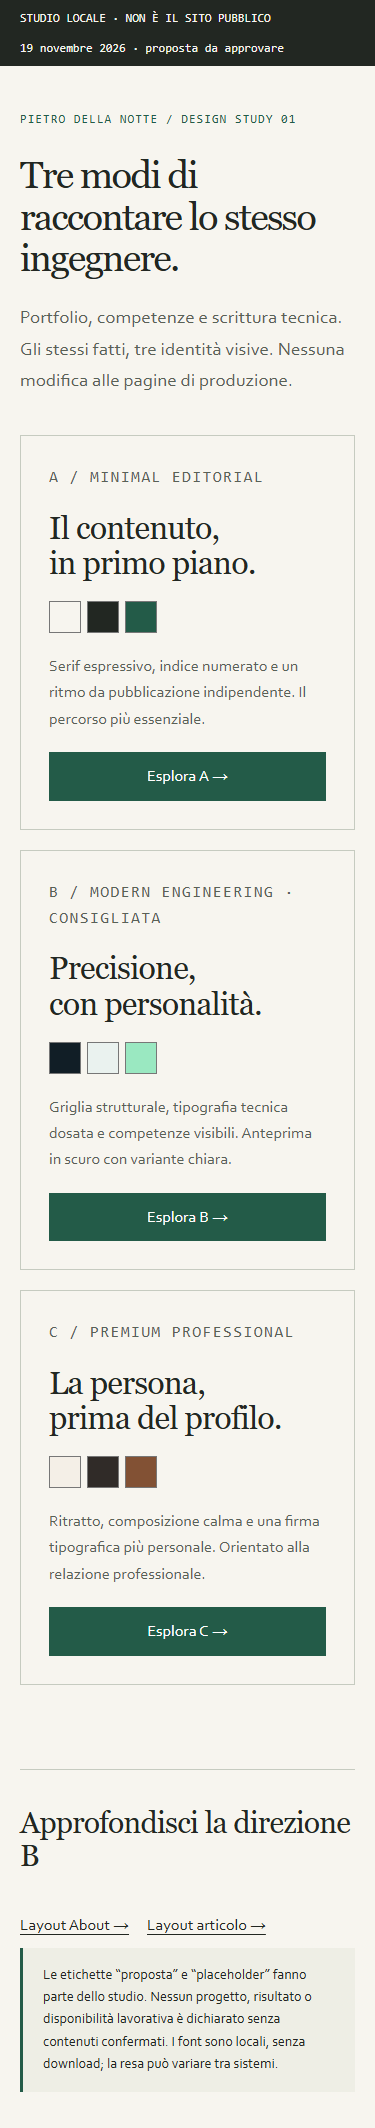 STUDIO LOCALE · NON È IL SITO PUBBLICO
19 novembre 2026 · proposta da approvare
PIETRO DELLA NOTTE / DESIGN STUDY 01
Tre modi di
raccontare lo stesso
ingegnere.
Portfolio, competenze e scrittura tecnica.
Gli stessi fatti, tre identità visive. Nessuna
modifica alle pagine di produzione.
A / MINIMAL EDITORIAL
Il contenuto,
in primo piano.
Serif espressivo, indice numerato e un
ritmo da pubblicazione indipendente. Il
percorso più essenziale.
Esplora A →
B / MODERN ENGINEERING ·
CONSIGLIATA
Precisione,
con personalità.
Griglia strutturale, tipografia tecnica
dosata e competenze visibili. Anteprima
in scuro con variante chiara.
Esplora B →
C / PREMIUM PROFESSIONAL
La persona,
prima del profilo.
Ritratto, composizione calma e una firma
tipografica più personale. Orientato alla
relazione professionale.
Esplora C →
Approfondisci la direzione
B
Layout About → Layout articolo →
Le etichette “proposta” e “placeholder” fanno
parte dello studio. Nessun progetto, risultato o
disponibilità lavorativa è dichiarato senza
contenuti confermati. I font sono locali, senza
download; la resa può variare tra sistemi.